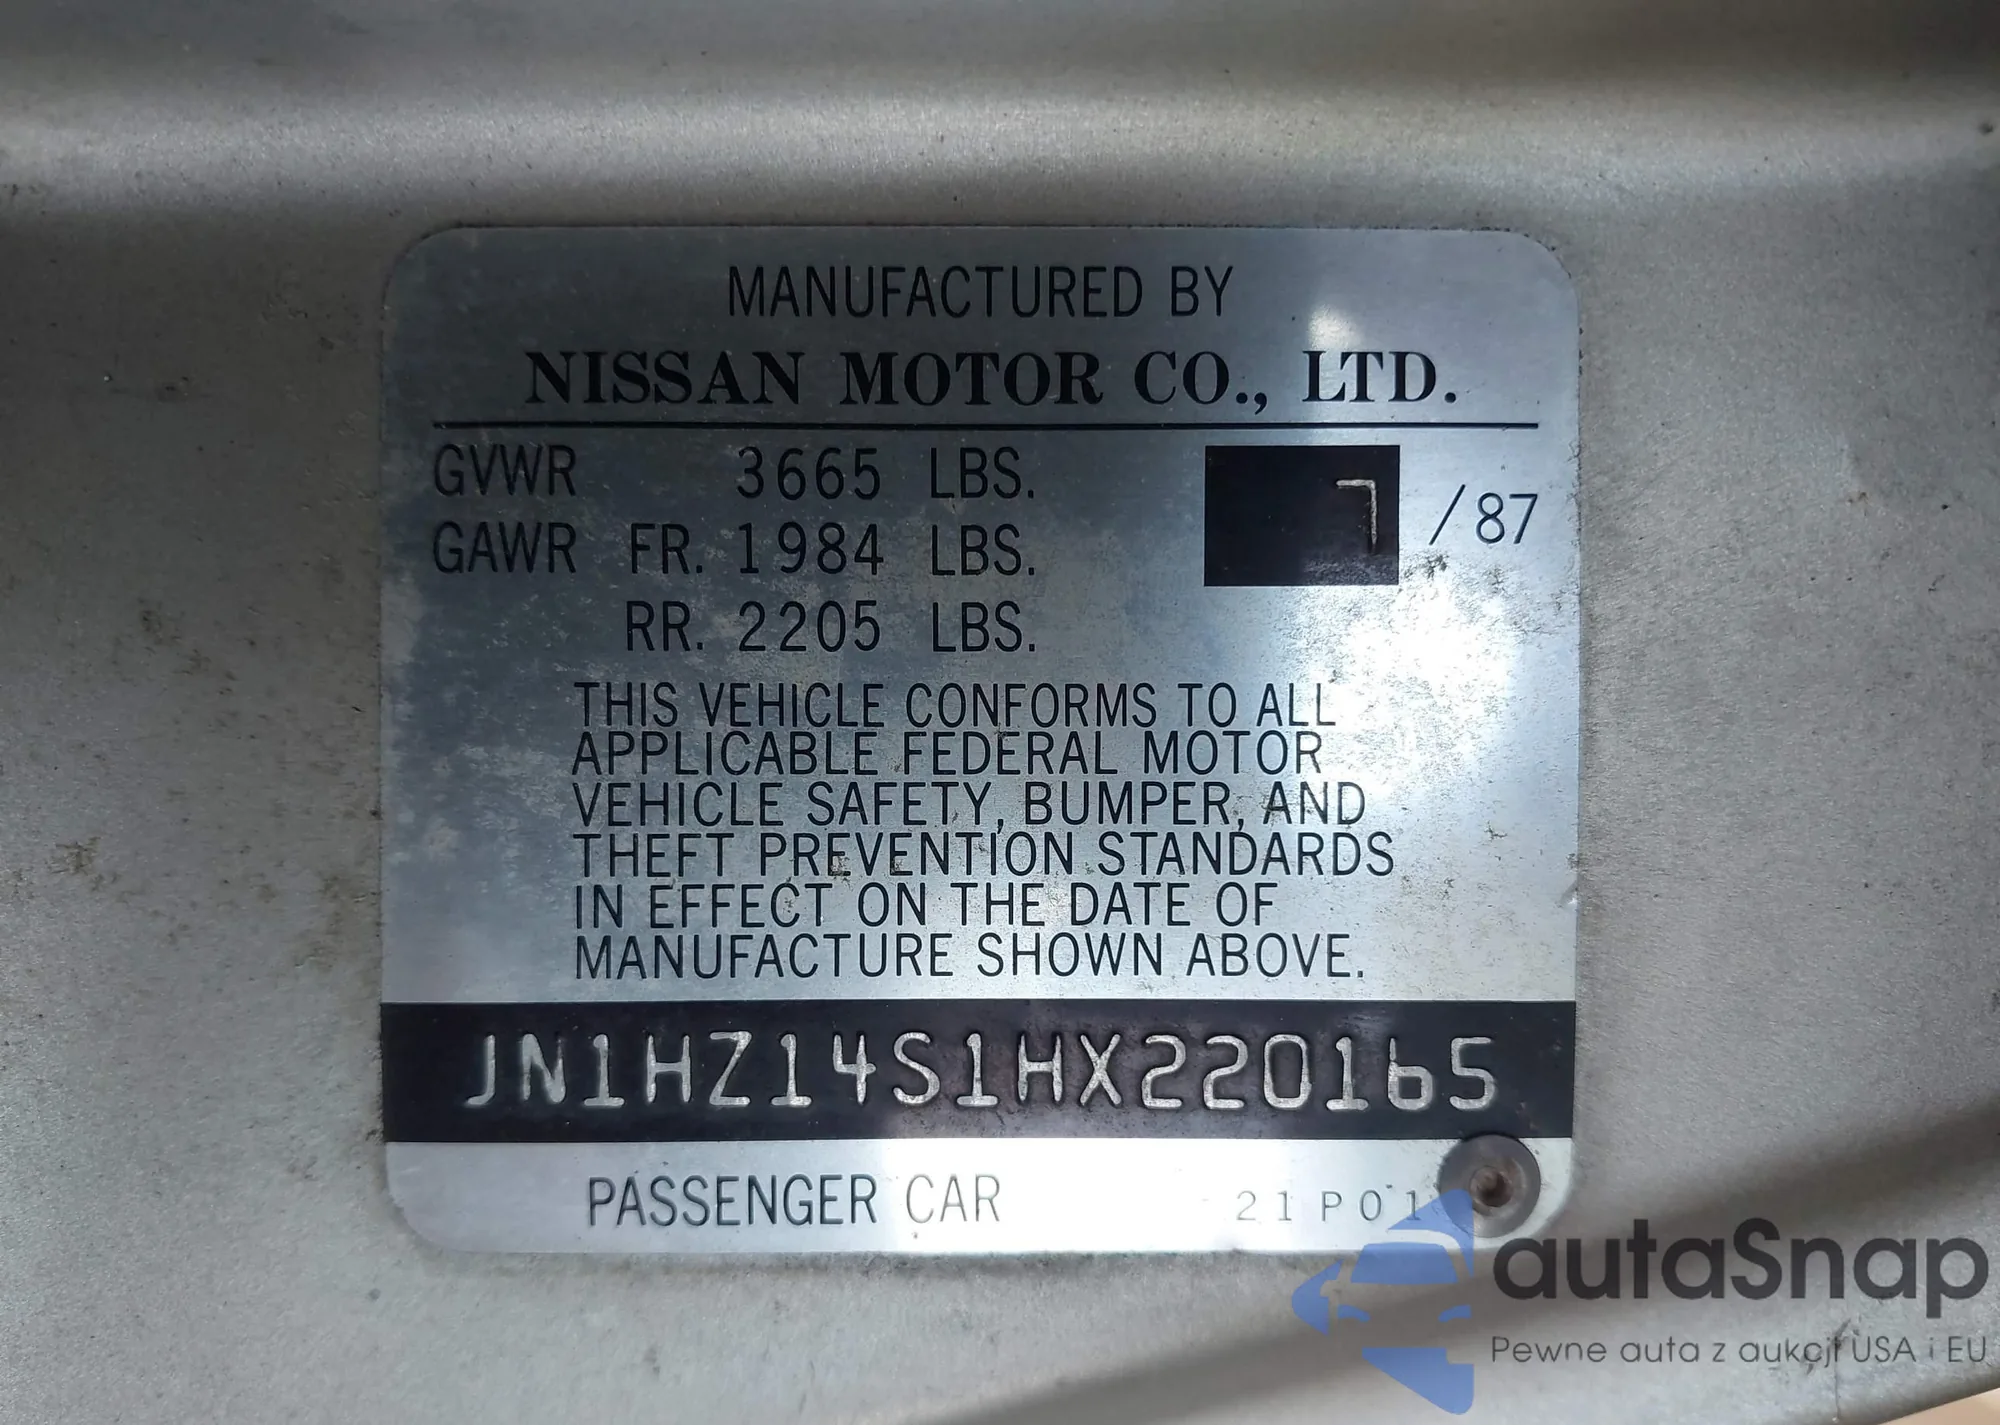 MANUFACTURED BY
NISSAN MOTOR CO., LTD.
GVWR 3665 LBS. 7 /87
GAWR FR. 1984 LBS.
RR. 2205 LBS.
THIS VEHICLE CONFORMS TO ALL
APPLICABLE FEDERAL MOTOR
VEHICLE SAFETY, BUMPER, AND
THEFT PREVENTION STANDARDS
IN EFFECT ON THE DATE OF
MANUFACTURE SHOWN ABOVE.
JN1HZ14S1HX220165
PASSENGER CAR 21P01
autaSnap
Pewne auta z aukcji USA i EU